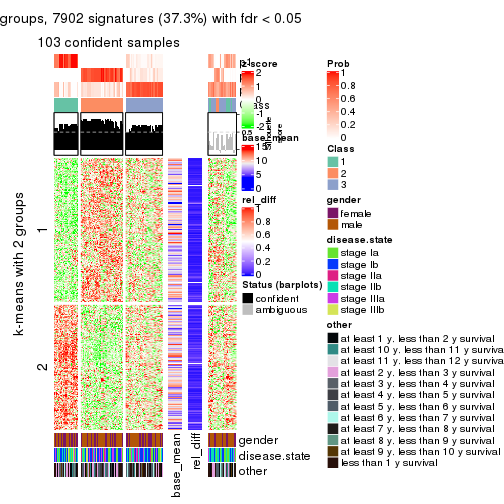 groups, 7902 signatures (37.3%) with fdr < 0.05
103 confident samples
k-means with 2 groups
1
2
z-score
2
1
0
-1
-2
base_mean
15
10
5
0
rel_diff
1
0.8
0.6
0.4
0.2
0
Status (barplots)
confident
ambiguous
Silhouette
score
0.5
Prob
1
0.8
0.6
0.4
0.2
0
Class
1
2
3
gender
female
male
disease.state
stage Ia
stage Ib
stage IIa
stage IIb
stage IIIa
stage IIIb
other
at least 1 y. less than 2 y survival
at least 10 y. less than 11 y surviva
at least 11 y. less than 12 y surviva
at least 2 y. less than 3 y survival
at least 3 y. less than 4 y survival
at least 4 y. less than 5 y survival
at least 5 y. less than 6 y survival
at least 6 y. less than 7 y survival
at least 7 y. less than 8 y survival
at least 8 y. less than 9 y survival
at least 9 y. less than 10 y survival
less than 1 y survival
gender
disease.state
other
base_mean
rel_diff